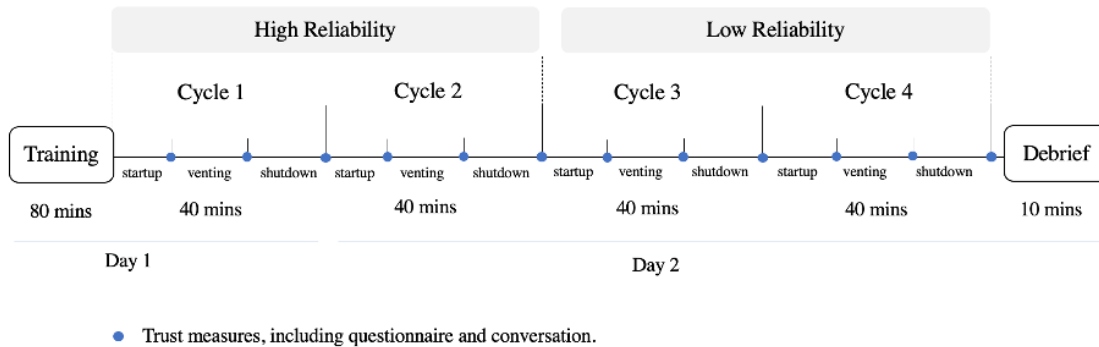 High Reliability
Low Reliability
Cycle 1
Cycle 2
Cycle 3
Cycle 4
Training
Debrief
startup venting shutdown startup venting shutdown startup venting shutdown startup venting shutdown
80 mins
40 mins
40 mins
40 mins
40 mins
10 mins
Day 1
Day 2
Trust measures, including questionnaire and conversation.